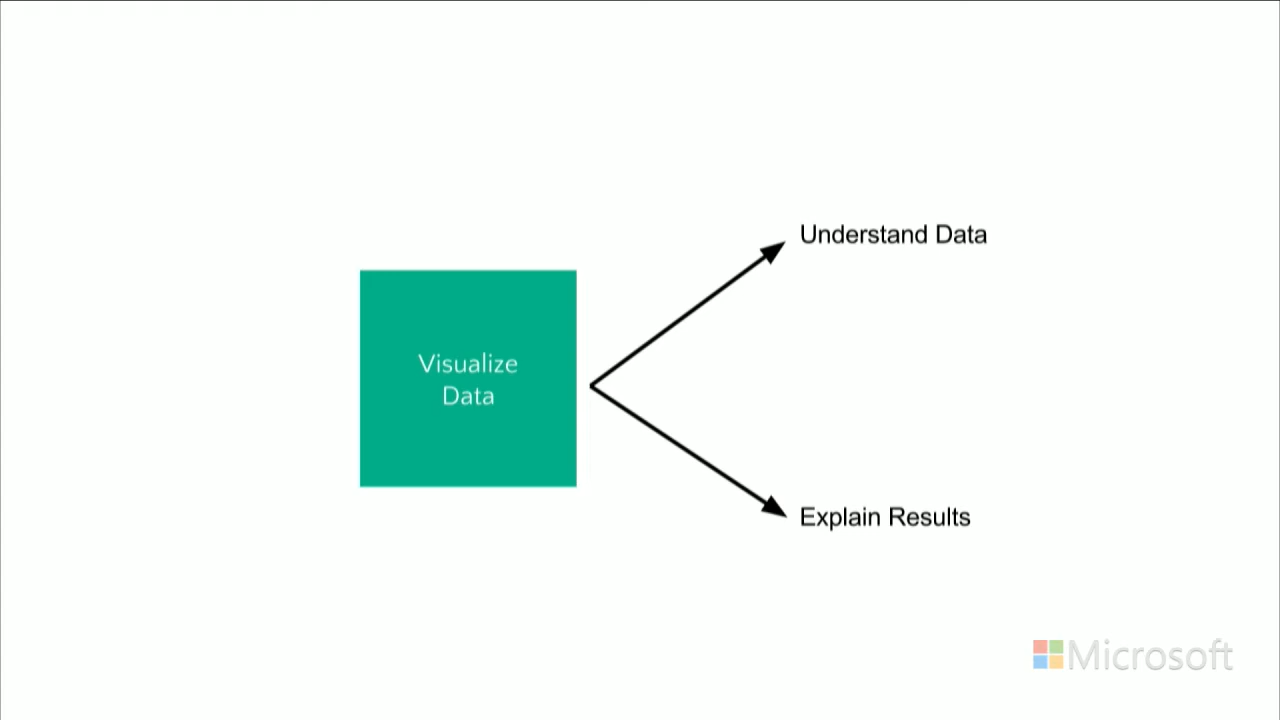 Understand Data
Visualize
Data
Explain Results
Microsoft